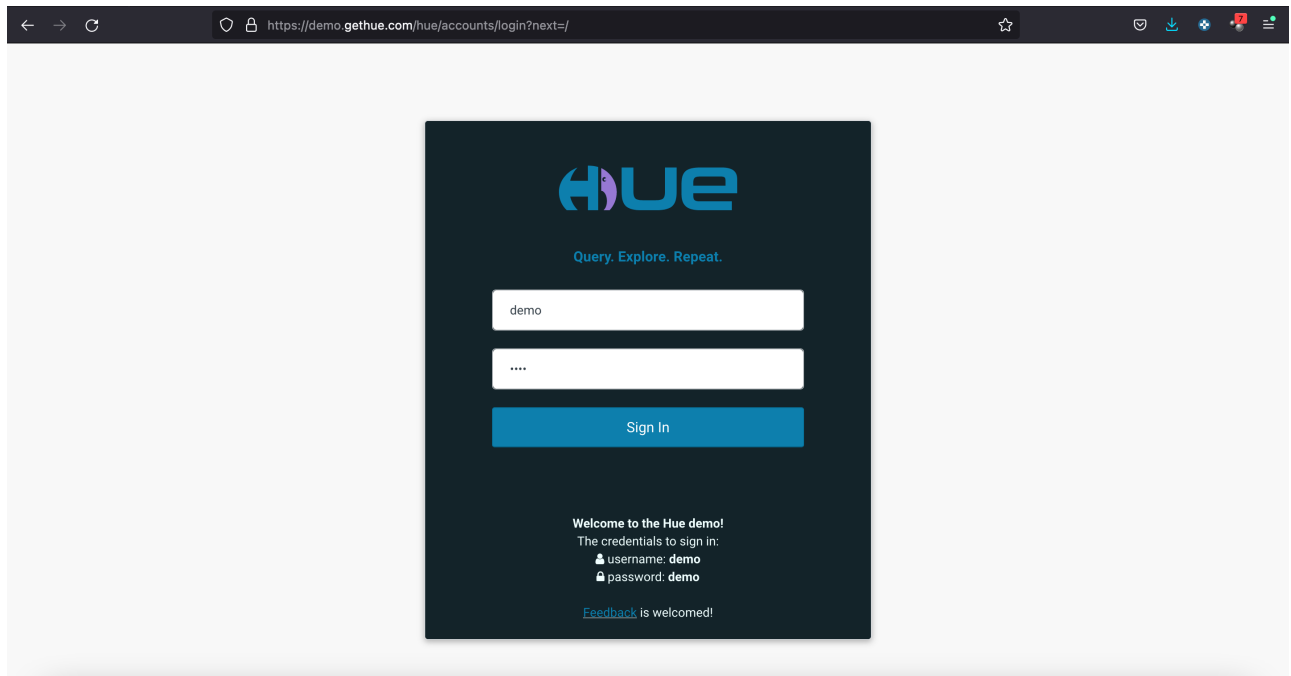 https://demo.gethue.com/hue/accounts/login?next=/
7
HUE
Query. Explore. Repeat.
demo
••••
Sign In
Welcome to the Hue demo!
The credentials to sign in:
username: demo
password: demo
Feedback is welcomed!